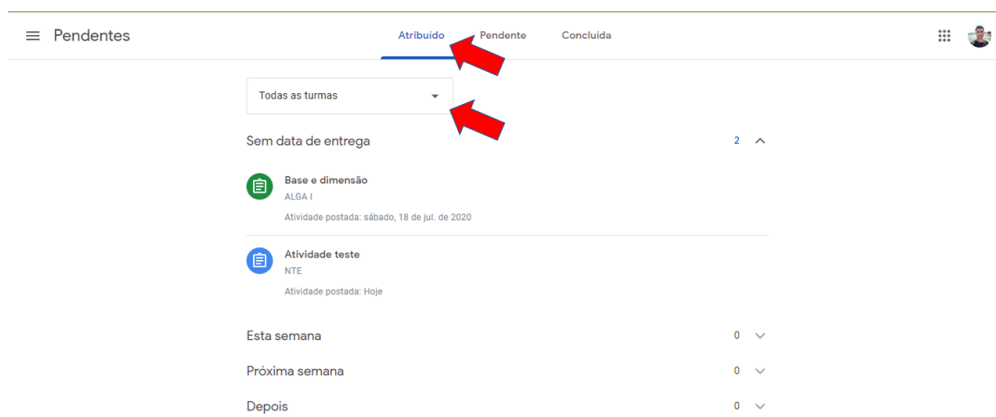 Pendentes
Atribuído Pendente Concluída
Todas as turmas
Sem data de entrega 2
Base e dimensão
ALGA I
Atividade postada: sábado, 18 de jul. de 2020
Atividade teste
NTE
Atividade postada: Hoje
Esta semana 0
Próxima semana 0
Depois 0